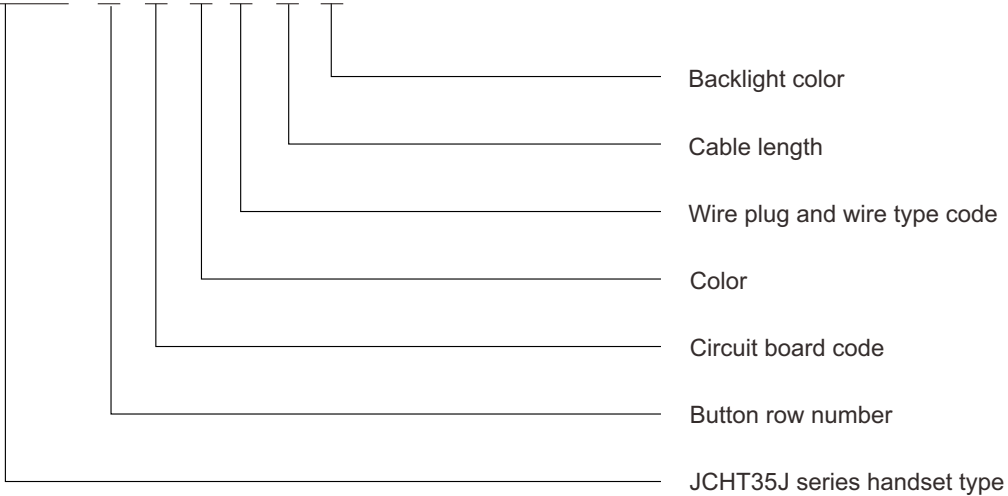 Backlight color
Cable length
Wire plug and wire type code
Color
Circuit board code
Button row number
JCHT35J series handset type